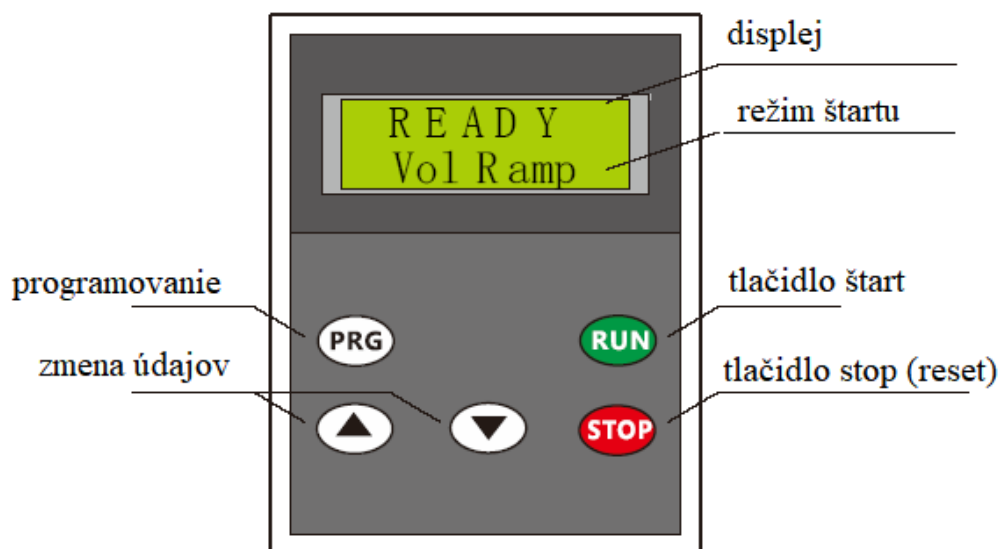 displej
READY
režim štartu
Vol Ramp
programovanie
tlačidlo štart
PRG
RUN
zmena údajov
tlačidlo stop (reset)
STOP